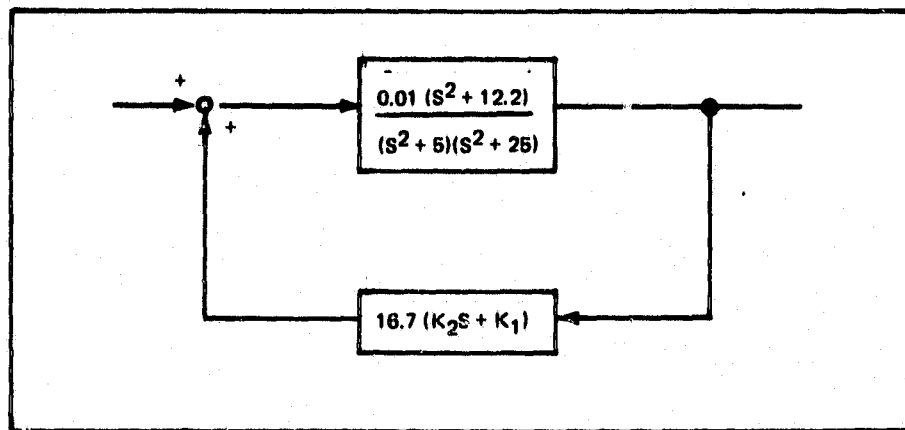 +
+
0.01 (S² + 12.2)
(S² + 5)(S² + 25)
16.7 (K₂S + K₁)